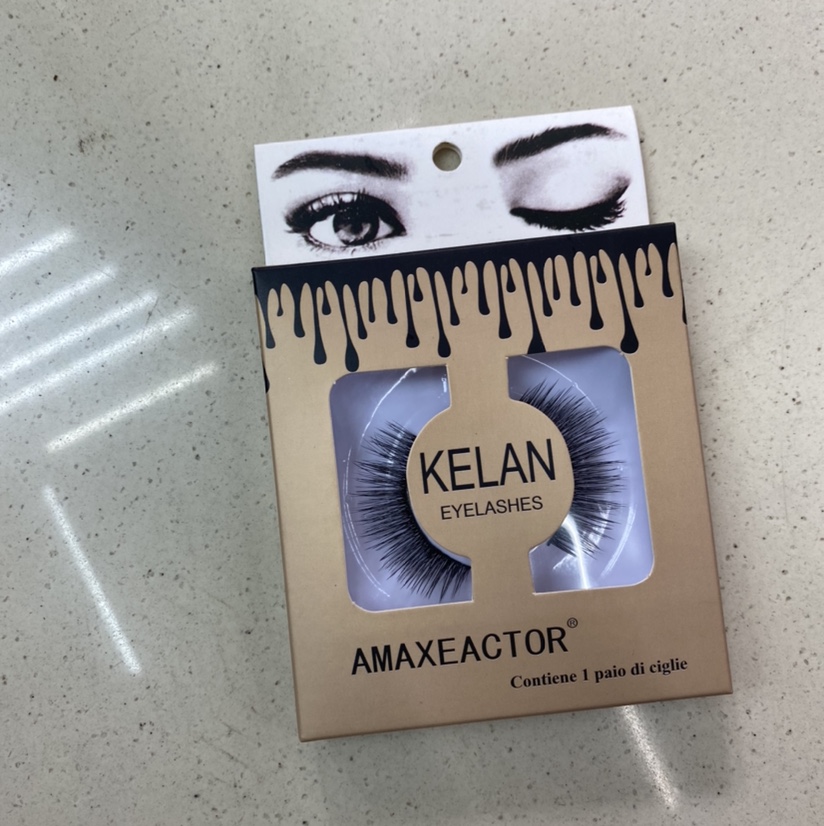 KELAN
EYELASHES
AMAXEACTOR®
Contiene 1 paio di ciglie